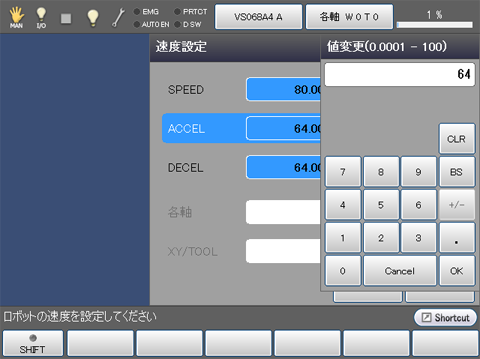 MAN
I/O
EMG
PRTCT
AUTO EN
D SW
VS068A4 A
各軸 W 0 T 0
1 %
速度設定
値変更(0.0001 - 100)
64
SPEED
80.00
ACCEL
64.00
DECEL
64.00
各軸
XY/TOOL
CLR
7 8 9 BS
4 5 6 +/-
1 2 3 .
0 Cancel OK
ロボットの速度を設定してください
Shortcut
SHIFT